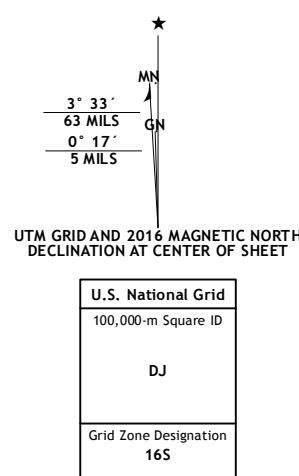 ★
MN
3° 33´
63 MILS
GN
0° 17´
5 MILS
UTM GRID AND 2016 MAGNETIC NORTH
DECLINATION AT CENTER OF SHEET
U.S. National Grid
100,000-m Square ID
DJ
Grid Zone Designation
16S